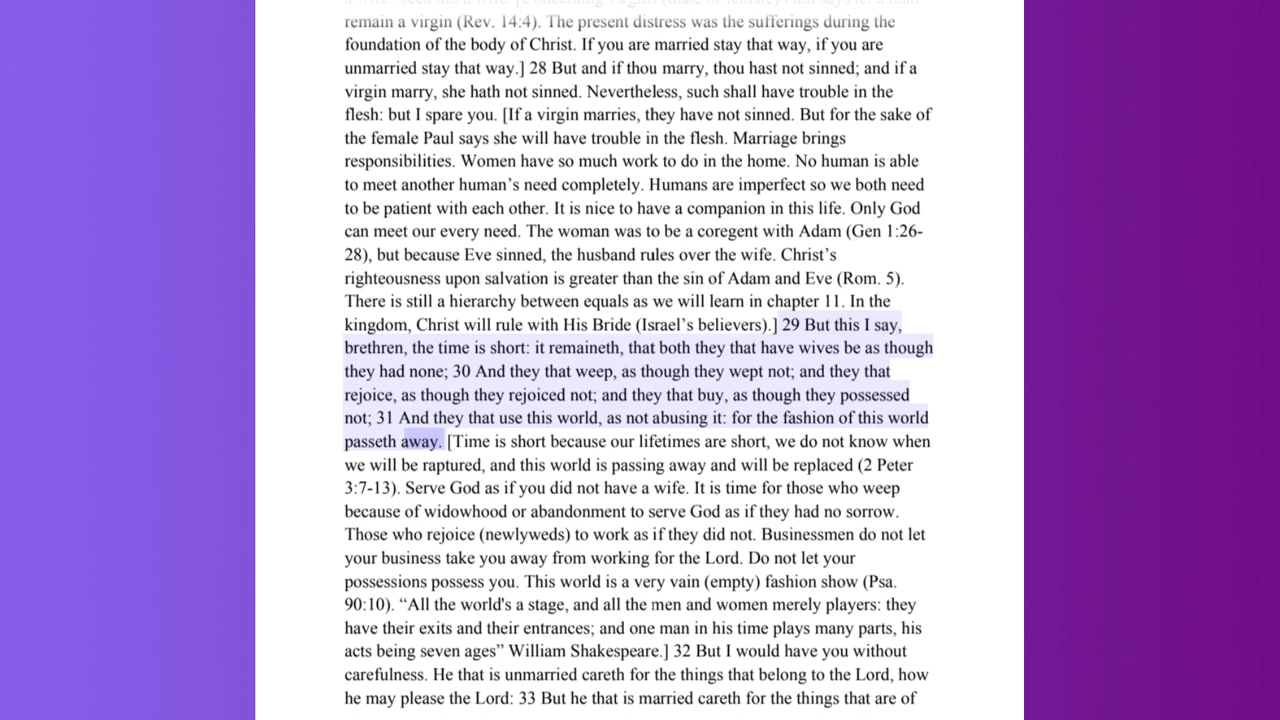 remain a virgin (Rev. 14:4). The present distress was the sufferings during the
foundation of the body of Christ. If you are married stay that way, if you are
unmarried stay that way.] 28 But and if thou marry, thou hast not sinned; and if a
virgin marry, she hath not sinned. Nevertheless, such shall have trouble in the
flesh: but I spare you. [If a virgin marries, they have not sinned. But for the sake of
the female Paul says she will have trouble in the flesh. Marriage brings
responsibilities. Women have so much work to do in the home. No human is able
to meet another human’s need completely. Humans are imperfect so we both need
to be patient with each other. It is nice to have a companion in this life. Only God
can meet our every need. The woman was to be a coregent with Adam (Gen 1:26-
28), but because Eve sinned, the husband rules over the wife. Christ’s
righteousness upon salvation is greater than the sin of Adam and Eve (Rom. 5).
There is still a hierarchy between equals as we will learn in chapter 11. In the
kingdom, Christ will rule with His Bride (Israel’s believers).] 29 But this I say,
brethren, the time is short: it remaineth, that both they that have wives be as though
they had none; 30 And they that weep, as though they wept not; and they that
rejoice, as though they rejoiced not; and they that buy, as though they possessed
not; 31 And they that use this world, as not abusing it: for the fashion of this world
passeth away. [Time is short because our lifetimes are short, we do not know when
we will be raptured, and this world is passing away and will be replaced (2 Peter
3:7-13). Serve God as if you did not have a wife. It is time for those who weep
because of widowhood or abandonment to serve God as if they had no sorrow.
Those who rejoice (newlyweds) to work as if they did not. Businessmen do not let
your business take you away from working for the Lord. Do not let your
possessions possess you. This world is a very vain (empty) fashion show (Psa.
90:10). “All the world's a stage, and all the men and women merely players: they
have their exits and their entrances; and one man in his time plays many parts, his
acts being seven ages” William Shakespeare.] 32 But I would have you without
carefulness. He that is unmarried careth for the things that belong to the Lord, how
he may please the Lord: 33 But he that is married careth for the things that are of